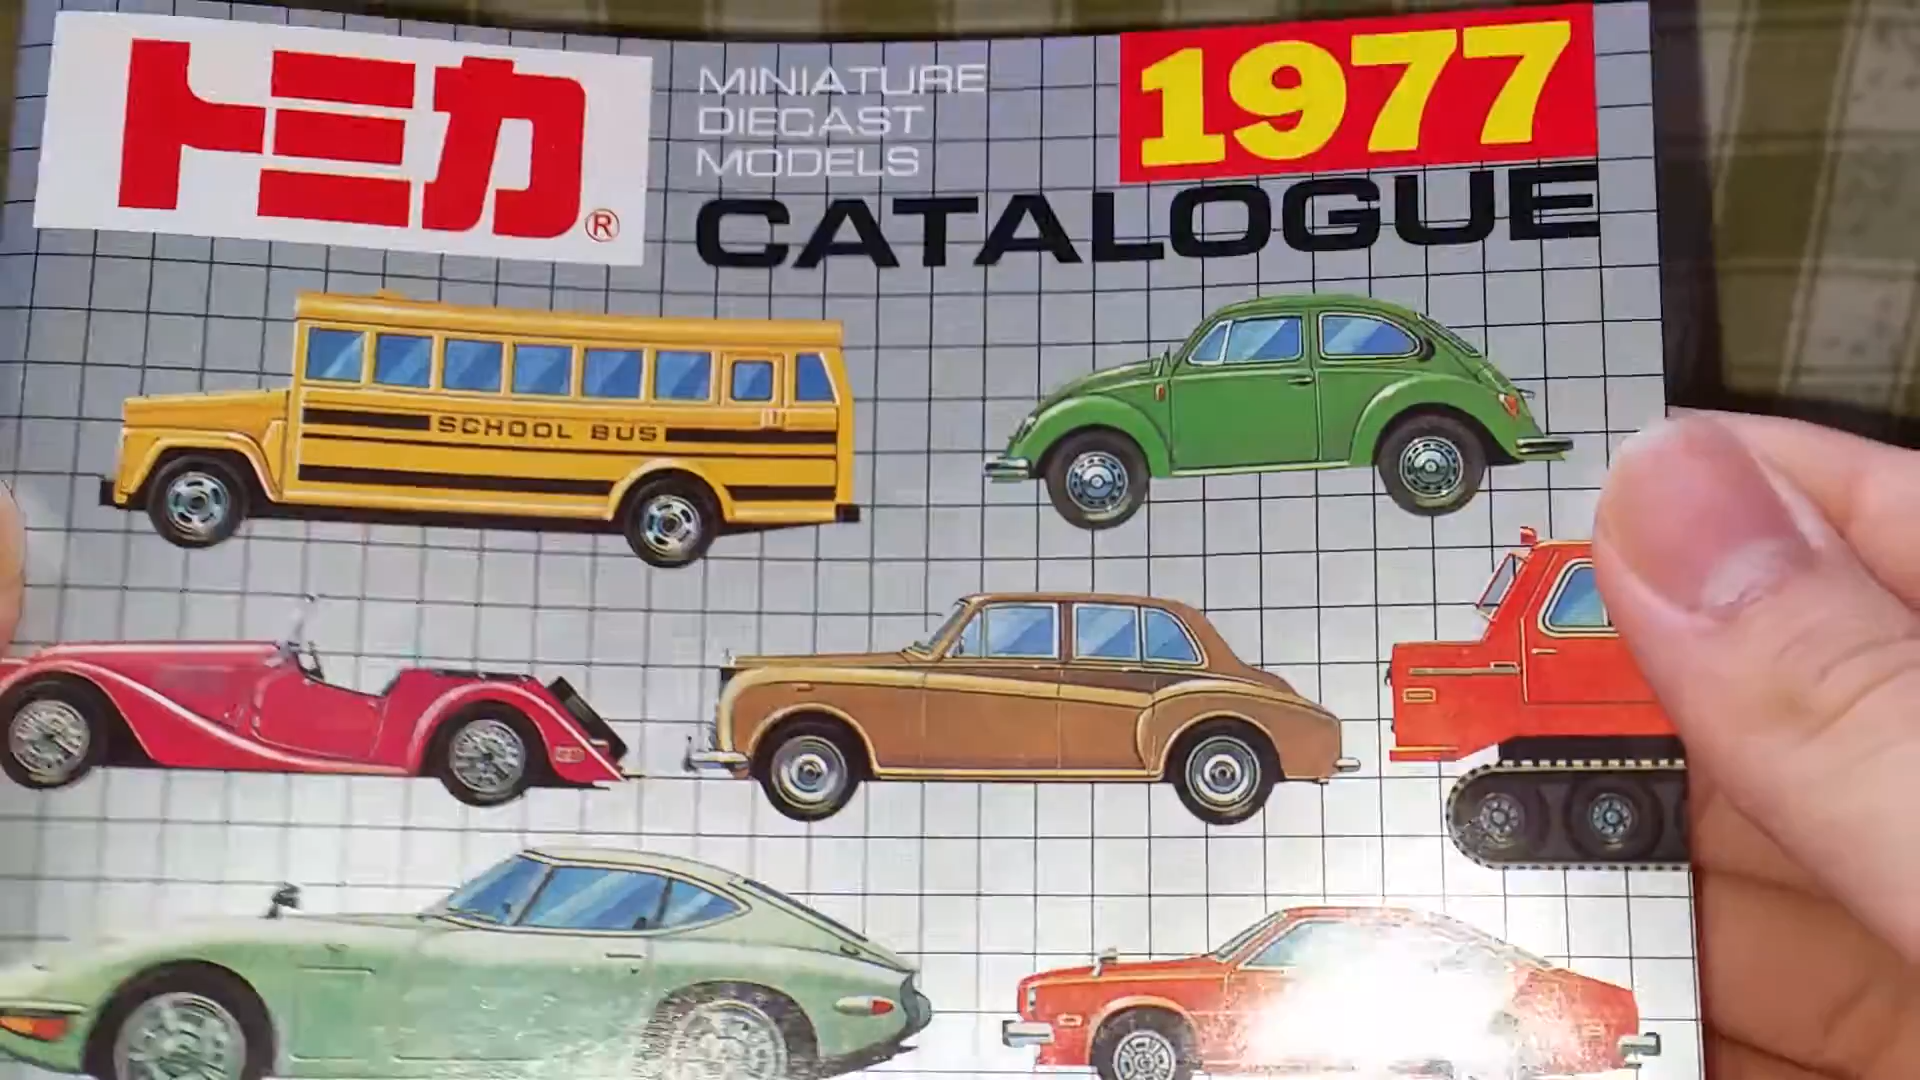 トミカ®
MINIATURE
DIECAST
MODELS
1977
CATALOGUE
SCHOOL BUS